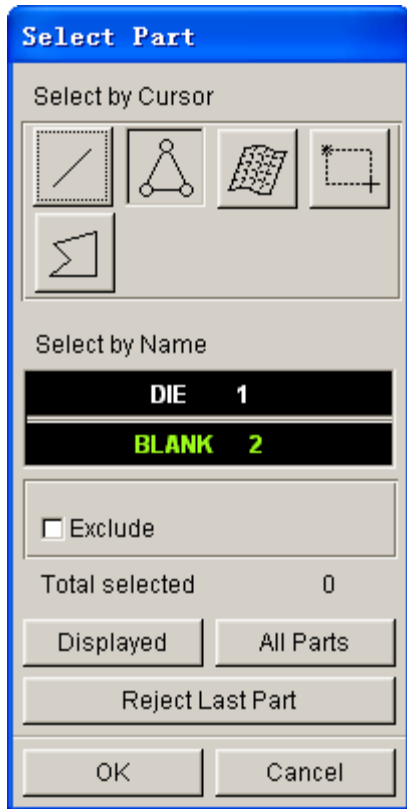 Select Part
Select by Cursor
Select by Name
DIE 1
BLANK 2
Exclude
Total selected 0
Displayed All Parts
Reject Last Part
OK Cancel